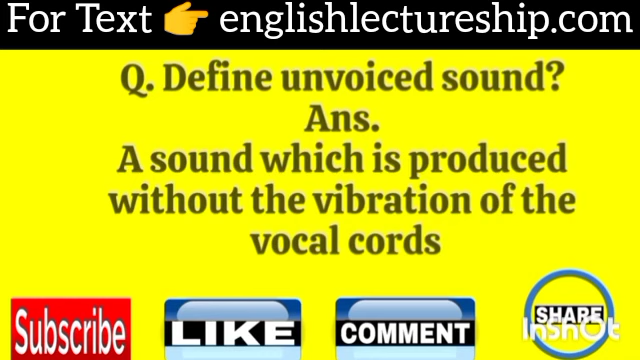 For Text 👉 englishlectureship.com
Q. Define unvoiced sound?
Ans.
A sound which is produced
without the vibration of the
vocal cords
Subscribe
LIKE
COMMENT
SHARE
InShOt